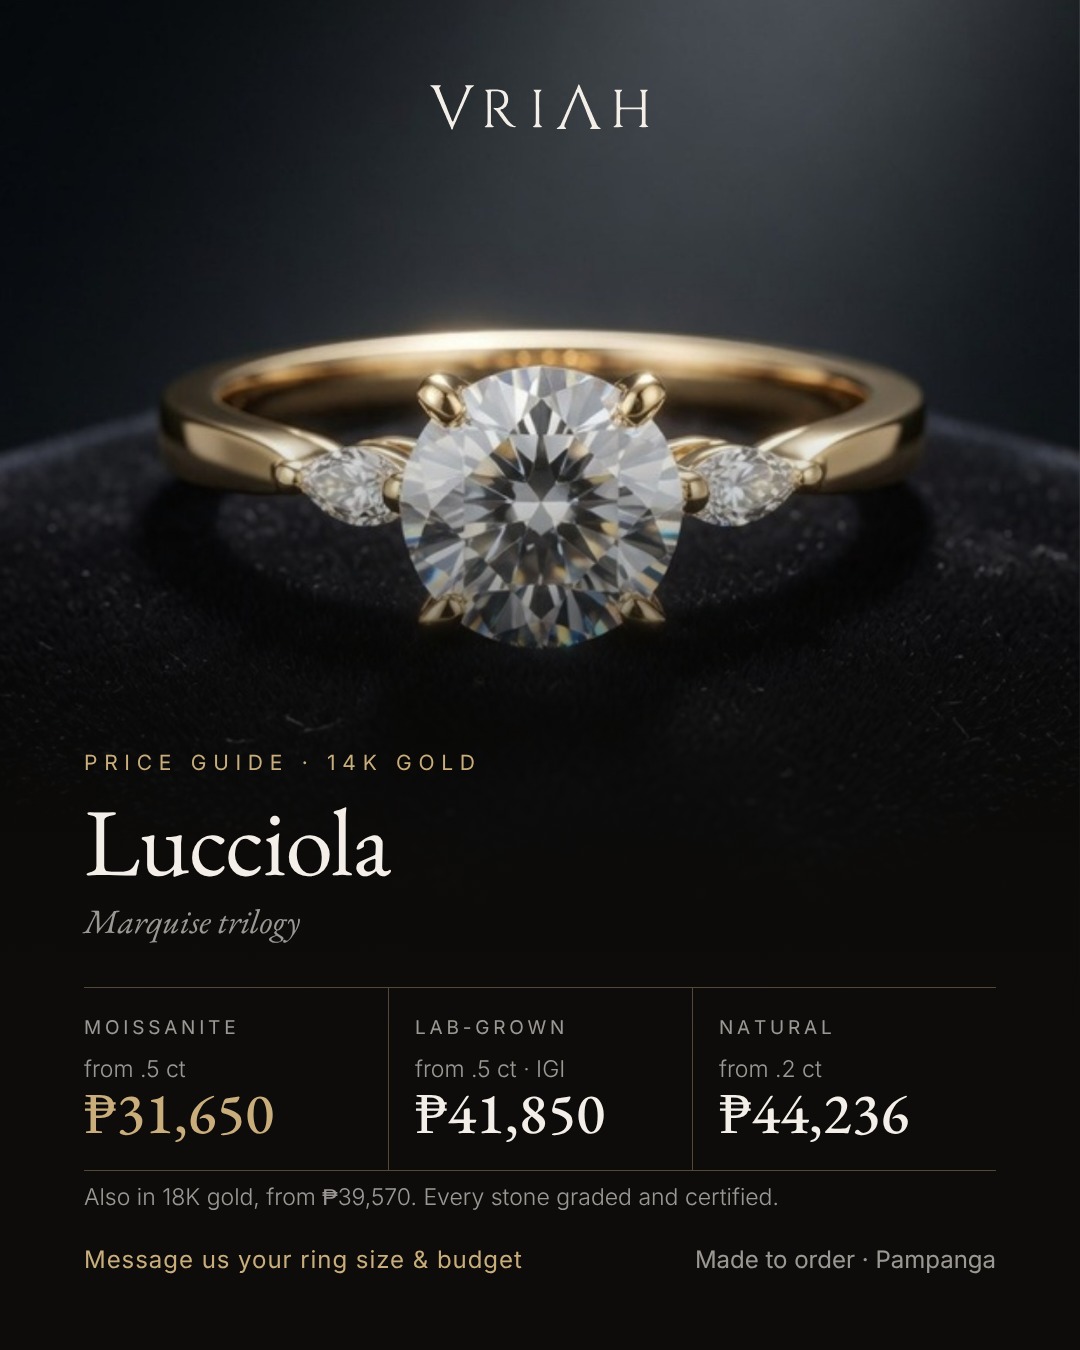 VRIAH
PRICE GUIDE · 14K GOLD
Lucciola
Marquise trilogy
MOISSANITE
from .5 ct
₱31,650
LAB-GROWN
from .5 ct · IGI
₱41,850
NATURAL
from .2 ct
₱44,236
Also in 18K gold, from ₱39,570. Every stone graded and certified.
Message us your ring size & budget
Made to order · Pampanga